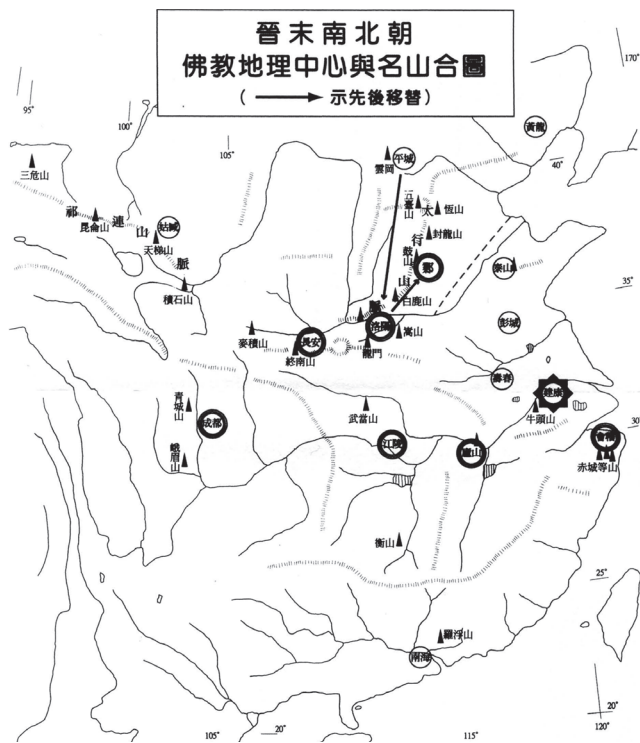 晉末南北朝
佛教地理中心與名山合圖
(→示先後移替)
170°
95°
100°
105°
黃龍
40°
三危山
雲岡
平城
祁連山脈
昆侖山
姑臧
天梯山
五臺山
太行山脈
恆山
封龍山
鼓山
鄴
泰山
35°
積石山
白鹿山
洛陽
嵩山
龍門
彭城
麥積山
長安
終南山
壽春
建康
牛頭山
青城山
成都
武當山
江陵
廬山
會稽
30°
赤城等山
峨眉山
衡山
25°
羅浮山
南海
105°
20°
115°
20°
120°